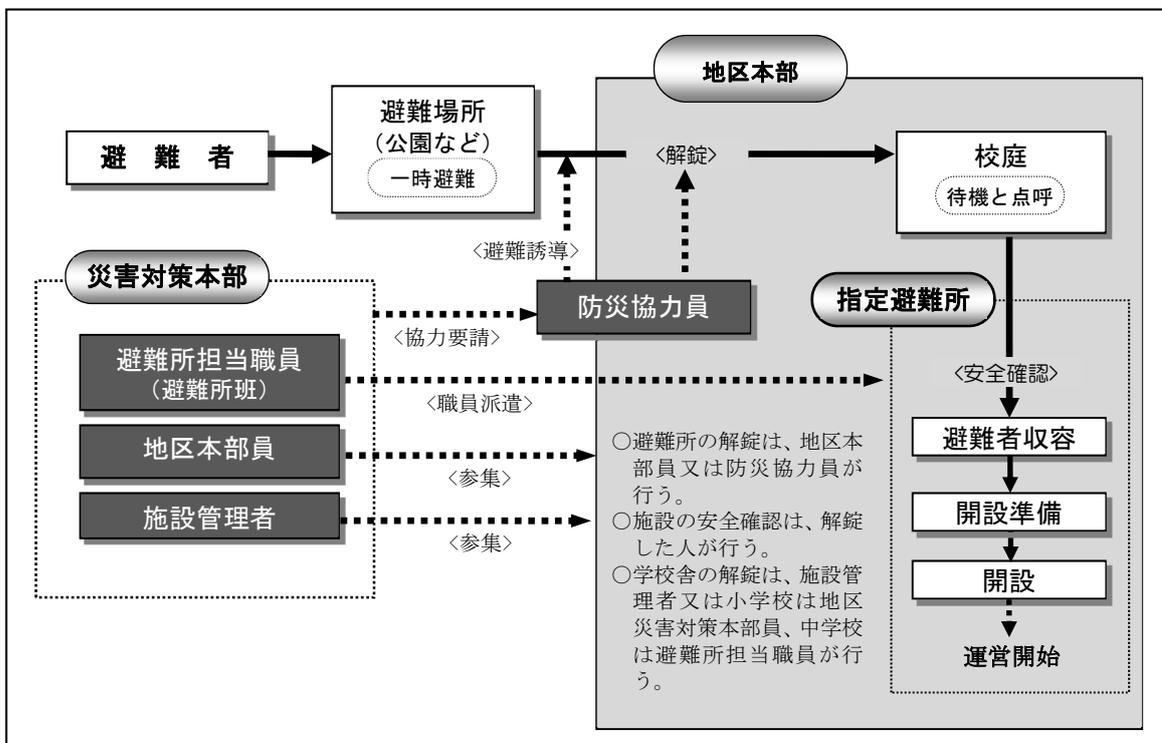 地区本部
避難者
避難場所
（公園など）
一時避難
<解錠>
校庭
待機と点呼
<避難誘導>
災害対策本部
防災協力員
指定避難所
<協力要請>
避難所担当職員
（避難所班）
<職員派遣>
<安全確認>
地区本部員
<参集>
施設管理者
<参集>
○避難所の解錠は、地区本
部員又は防災協力員が
行う。
○施設の安全確認は、解錠
した人が行う。
○学校舎の解錠は、施設管
理者又は小学校は地区
災害対策本部員、中学校
は避難所担当職員が行
う。
避難者収容
開設準備
開設
運営開始